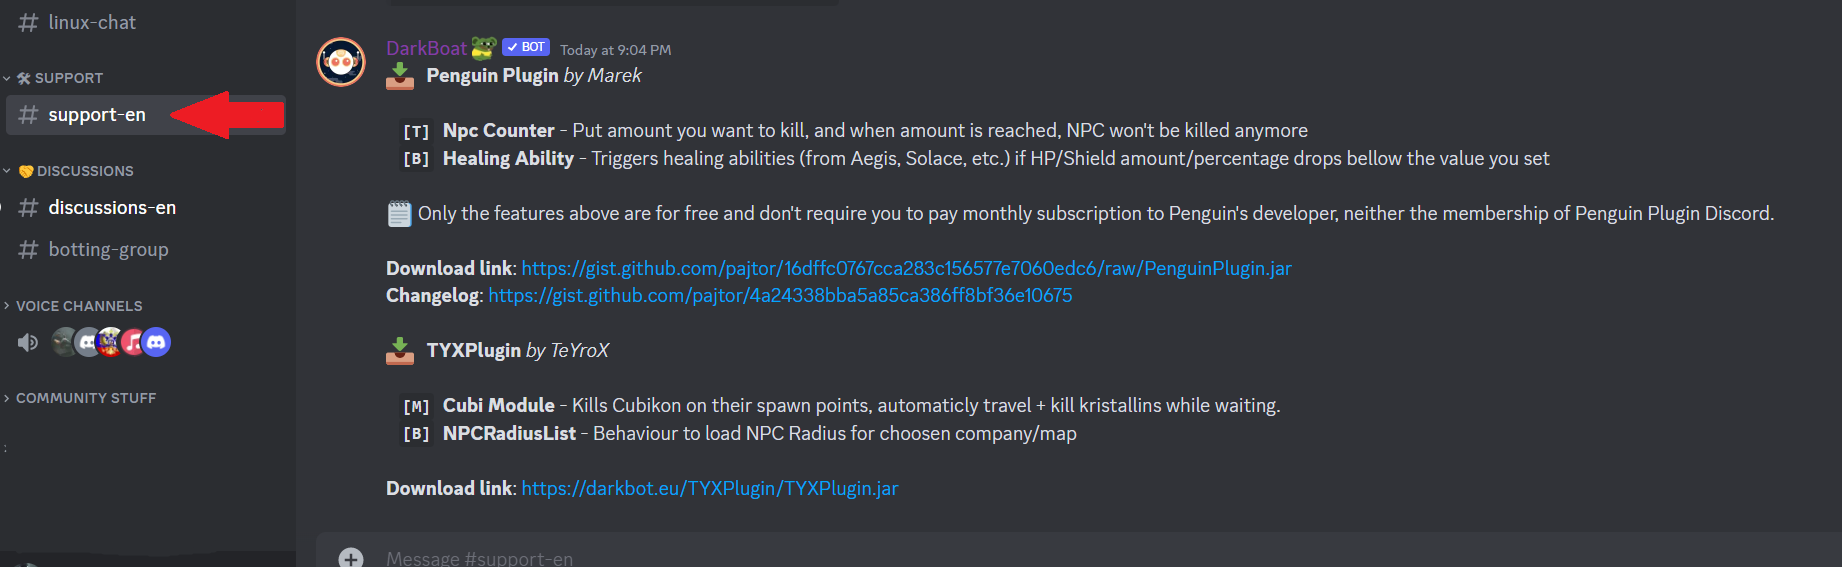 linux-chat
SUPPORT
support-en
DISCUSSIONS
discussions-en
botting-group
VOICE CHANNELS
COMMUNITY STUFF
DarkBoat BOT Today at 9:04 PM
Penguin Plugin by Marek
[T] Npc Counter - Put amount you want to kill, and when amount is reached, NPC won't be killed anymore
[B] Healing Ability - Triggers healing abilities (from Aegis, Solace, etc.) if HP/Shield amount/percentage drops bellow the value you set
Only the features above are for free and don't require you to pay monthly subscription to Penguin's developer, neither the membership of Penguin Plugin Discord.
Download link: https://gist.github.com/pajtor/16dffc0767cca283c156577e7060edc6/raw/PenguinPlugin.jar
Changelog: https://gist.github.com/pajtor/4a24338bba5a85ca386ff8bf36e10675
TYXPlugin by TeYroX
[M] Cubi Module - Kills Cubikon on their spawn points, automaticly travel + kill kristallins while waiting.
[B] NPCRadiusList - Behaviour to load NPC Radius for choosen company/map
Download link: https://darkbot.eu/TYXPlugin/TYXPlugin.jar
Message #support-en